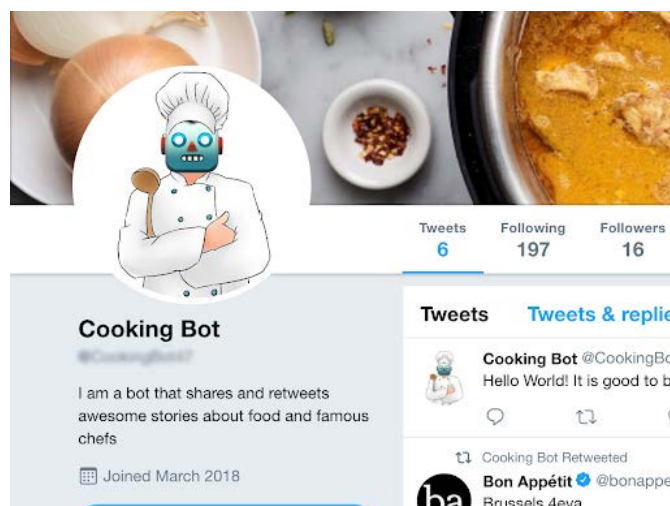 Tweets Following Followers
6 197 16
Cooking Bot
I am a bot that shares and retweets
awesome stories about food and famous
chefs
Joined March 2018
Tweets Tweets & replie
Cooking Bot @CookingBo
Hello World! It is good to b
Cooking Bot Retweeted
Bon Appétit @bonappe
ba
Brussels 4eva